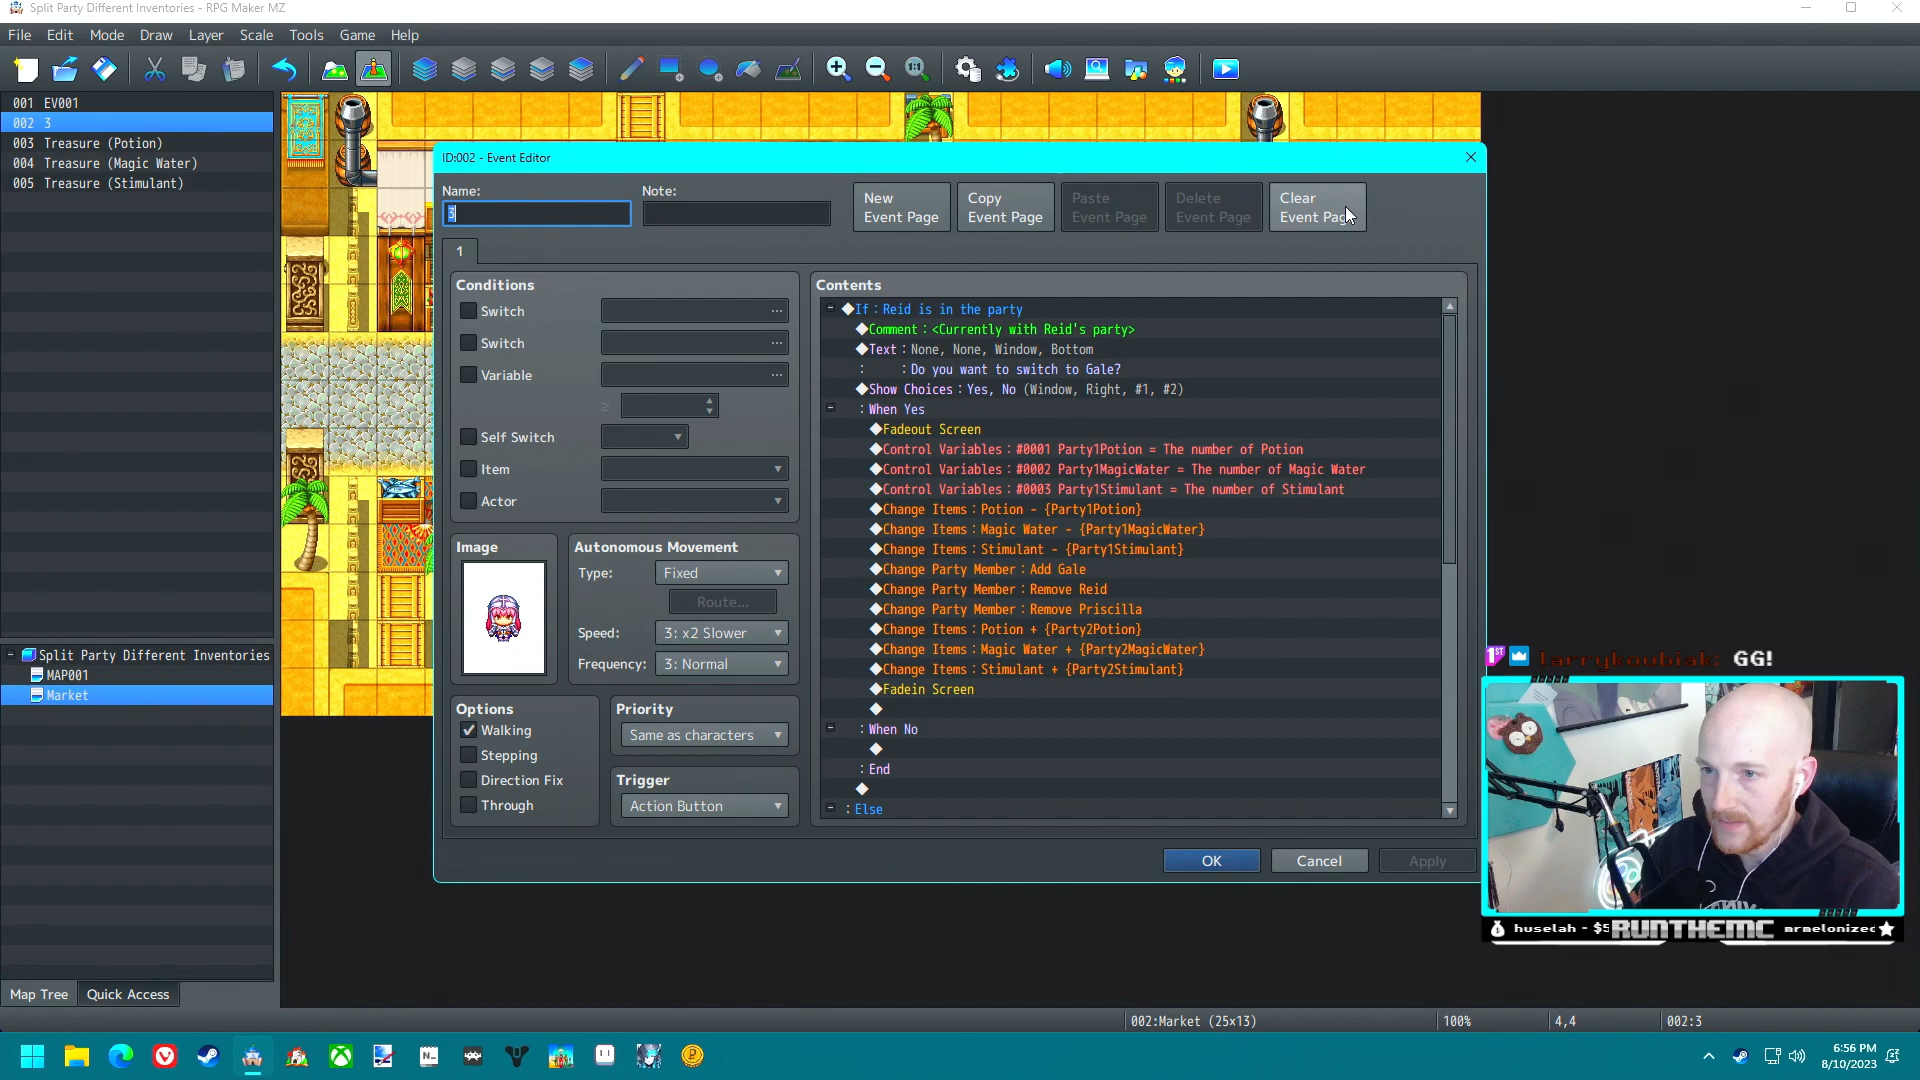 Split Party Different Inventories - RPG Maker MZ
File Edit Mode Draw Layer Scale Tools Game Help
001 EV001
002 3
003 Treasure (Potion)
004 Treasure (Magic Water)
005 Treasure (Stimulant)
ID:002 - Event Editor
Name:
Note:
3
New
Event Page
Copy
Event Page
Paste
Event Page
Delete
Event Page
Clear
Event Page
1
Conditions
Switch
Switch
Variable
≥
Self Switch
Item
Actor
Image
Autonomous Movement
Type: Fixed
Route...
Speed: 3: x2 Slower
Frequency: 3: Normal
Options
Walking
Stepping
Direction Fix
Through
Priority
Same as characters
Trigger
Action Button
Contents
◆If:Reid is in the party
◆Comment:<Currently with Reid's party>
◆Text:None, None, Window, Bottom
: :Do you want to switch to Gale?
◆Show Choices:Yes, No (Window, Right, #1, #2)
:When Yes
◆Fadeout Screen
◆Control Variables:#0001 Party1Potion = The number of Potion
◆Control Variables:#0002 Party1MagicWater = The number of Magic Water
◆Control Variables:#0003 Party1Stimulant = The number of Stimulant
◆Change Items:Potion - {Party1Potion}
◆Change Items:Magic Water - {Party1MagicWater}
◆Change Items:Stimulant - {Party1Stimulant}
◆Change Party Member:Add Gale
◆Change Party Member:Remove Reid
◆Change Party Member:Remove Priscilla
◆Change Items:Potion + {Party2Potion}
◆Change Items:Magic Water + {Party2MagicWater}
◆Change Items:Stimulant + {Party2Stimulant}
◆Fadein Screen
◆
:When No
◆
:End
◆
:Else
OK
Cancel
Apply
Split Party Different Inventories
MAP001
Market
Map Tree
Quick Access
1ST larrykoubiak: GG!
huselah - $5 RUNTHEMC mrmelonized
002:Market (25x13)
100%
4,4
002:3
6:56 PM
8/10/2023